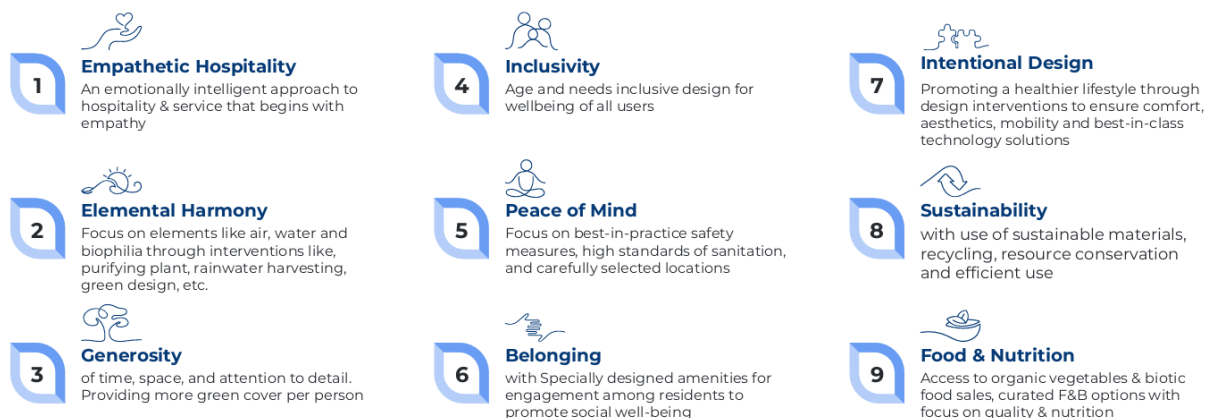 1
Empathetic Hospitality
An emotionally intelligent approach to
hospitality & service that begins with
empathy
2
Elemental Harmony
Focus on elements like air, water and
biophilia through interventions like,
purifying plant, rainwater harvesting,
green design, etc.
3
Generosity
of time, space, and attention to detail.
Providing more green cover per person
4
Inclusivity
Age and needs inclusive design for
wellbeing of all users
5
Peace of Mind
Focus on best-in-practice safety
measures, high standards of sanitation,
and carefully selected locations
6
Belonging
with Specially designed amenities for
engagement among residents to
promote social well-being
7
Intentional Design
Promoting a healthier lifestyle through
design interventions to ensure comfort,
aesthetics, mobility and best-in-class
technology solutions
8
Sustainability
with use of sustainable materials,
recycling, resource conservation
and efficient use
9
Food & Nutrition
Access to organic vegetables & biotic
food sales, curated F&B options with
focus on quality & nutrition